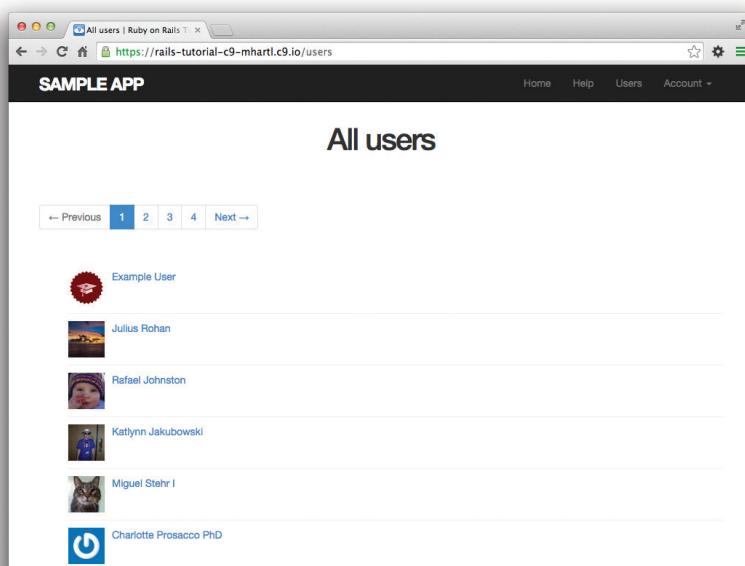 All users | Ruby on Rails T
https://rails-tutorial-c9-mhartl.c9.io/users
SAMPLE APP
Home Help Users Account
All users
← Previous 1 2 3 4 Next →
Example User
Julius Rohan
Rafael Johnston
Katlynn Jakubowski
Miguel Stehr I
Charlotte Prosacco PhD